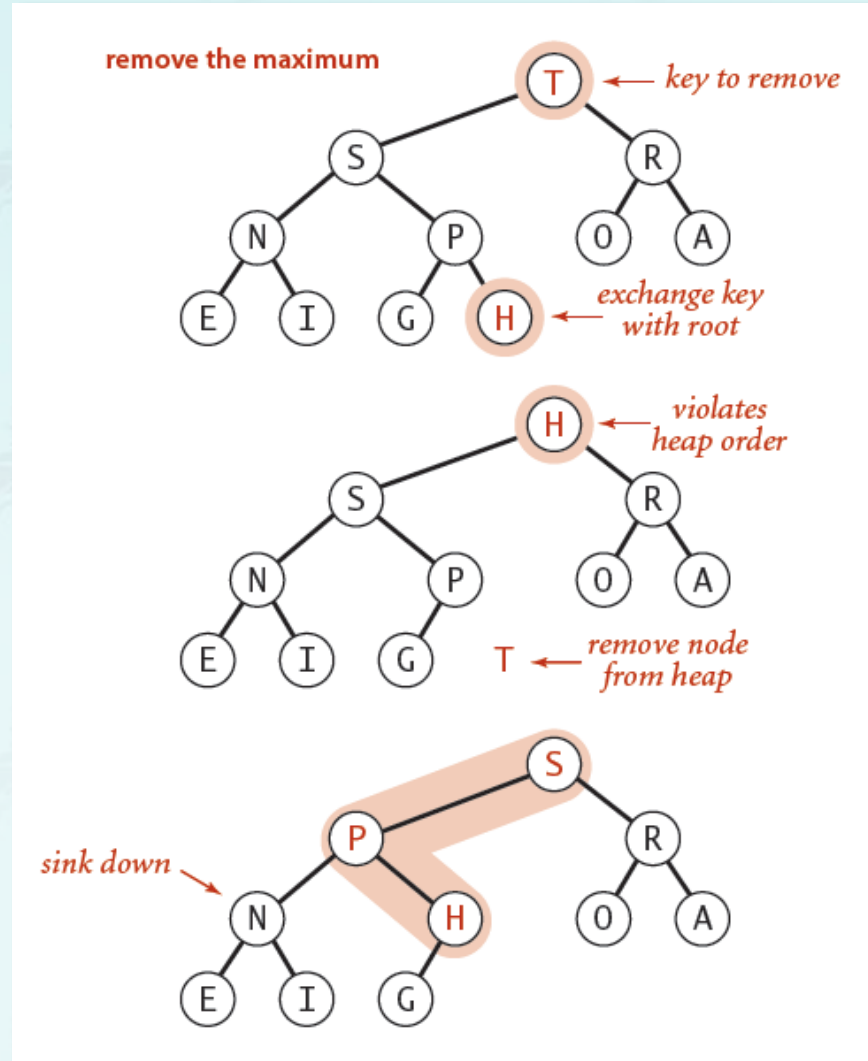 remove the maximum
T
key to remove
S
R
N
P
O
A
E
I
G
H
exchange key
with root
H
violates
heap order
S
R
N
P
O
A
E
I
G
T
remove node
from heap
S
P
R
sink down
N
H
O
A
E
I
G